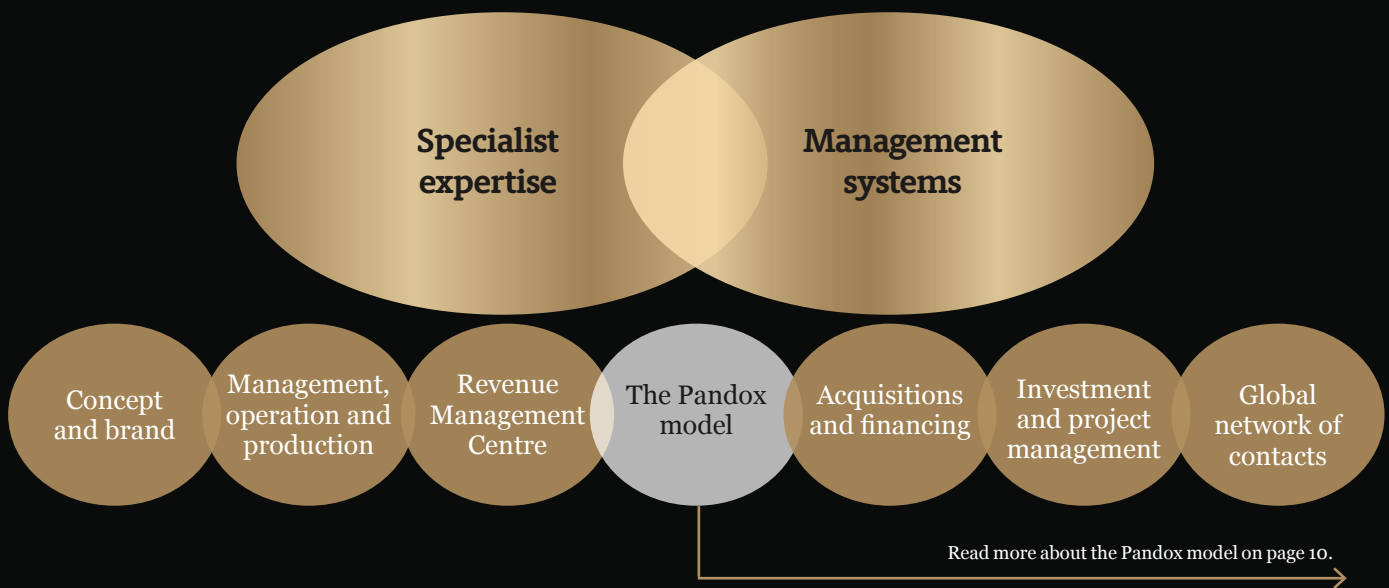 Specialist
expertise
Management
systems
Concept
and brand
Management,
operation and
production
Revenue
Management
Centre
The Pandox
model
Acquisitions
and financing
Investment
and project
management
Global
network of
contacts
Read more about the Pandox model on page 10.